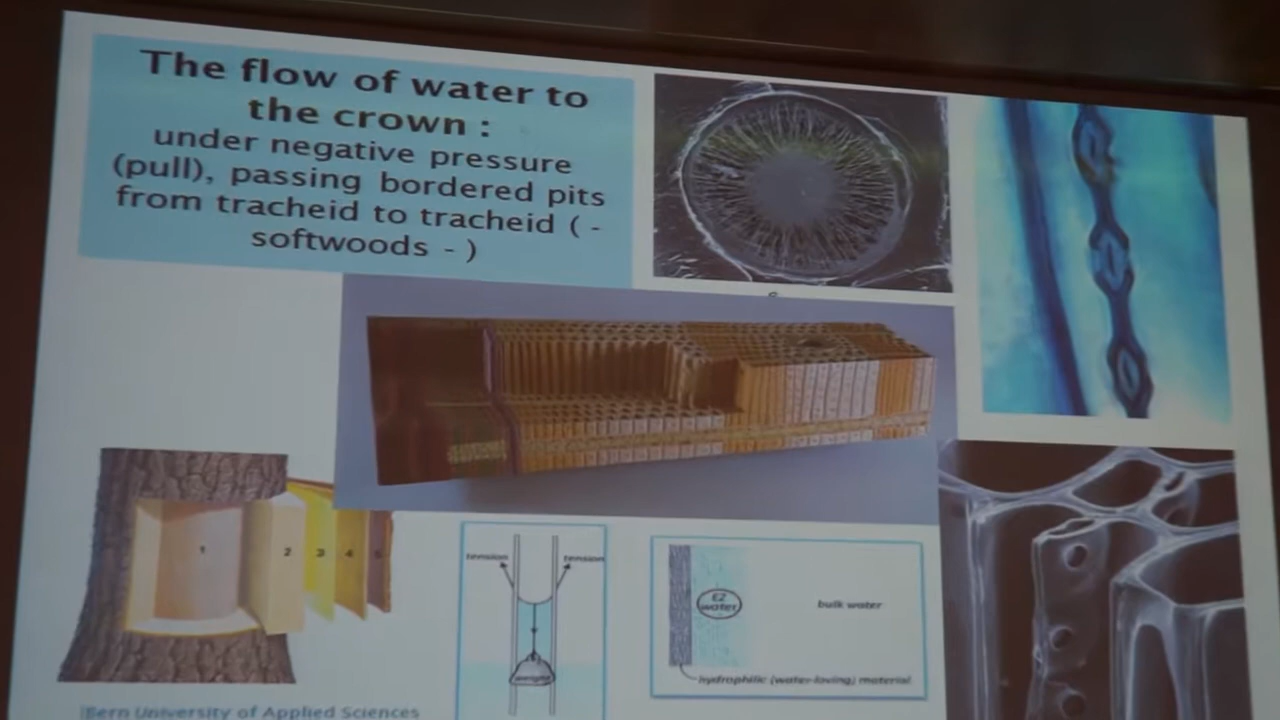 The flow of water to
the crown :
under negative pressure
(pull), passing bordered pits
from tracheid to tracheid ( -
softwoods - )
1
2
3
4
tension
tension
weight
EZ
water
bulk water
hydrophilic (water-loving) material
Bern University of Applied Sciences